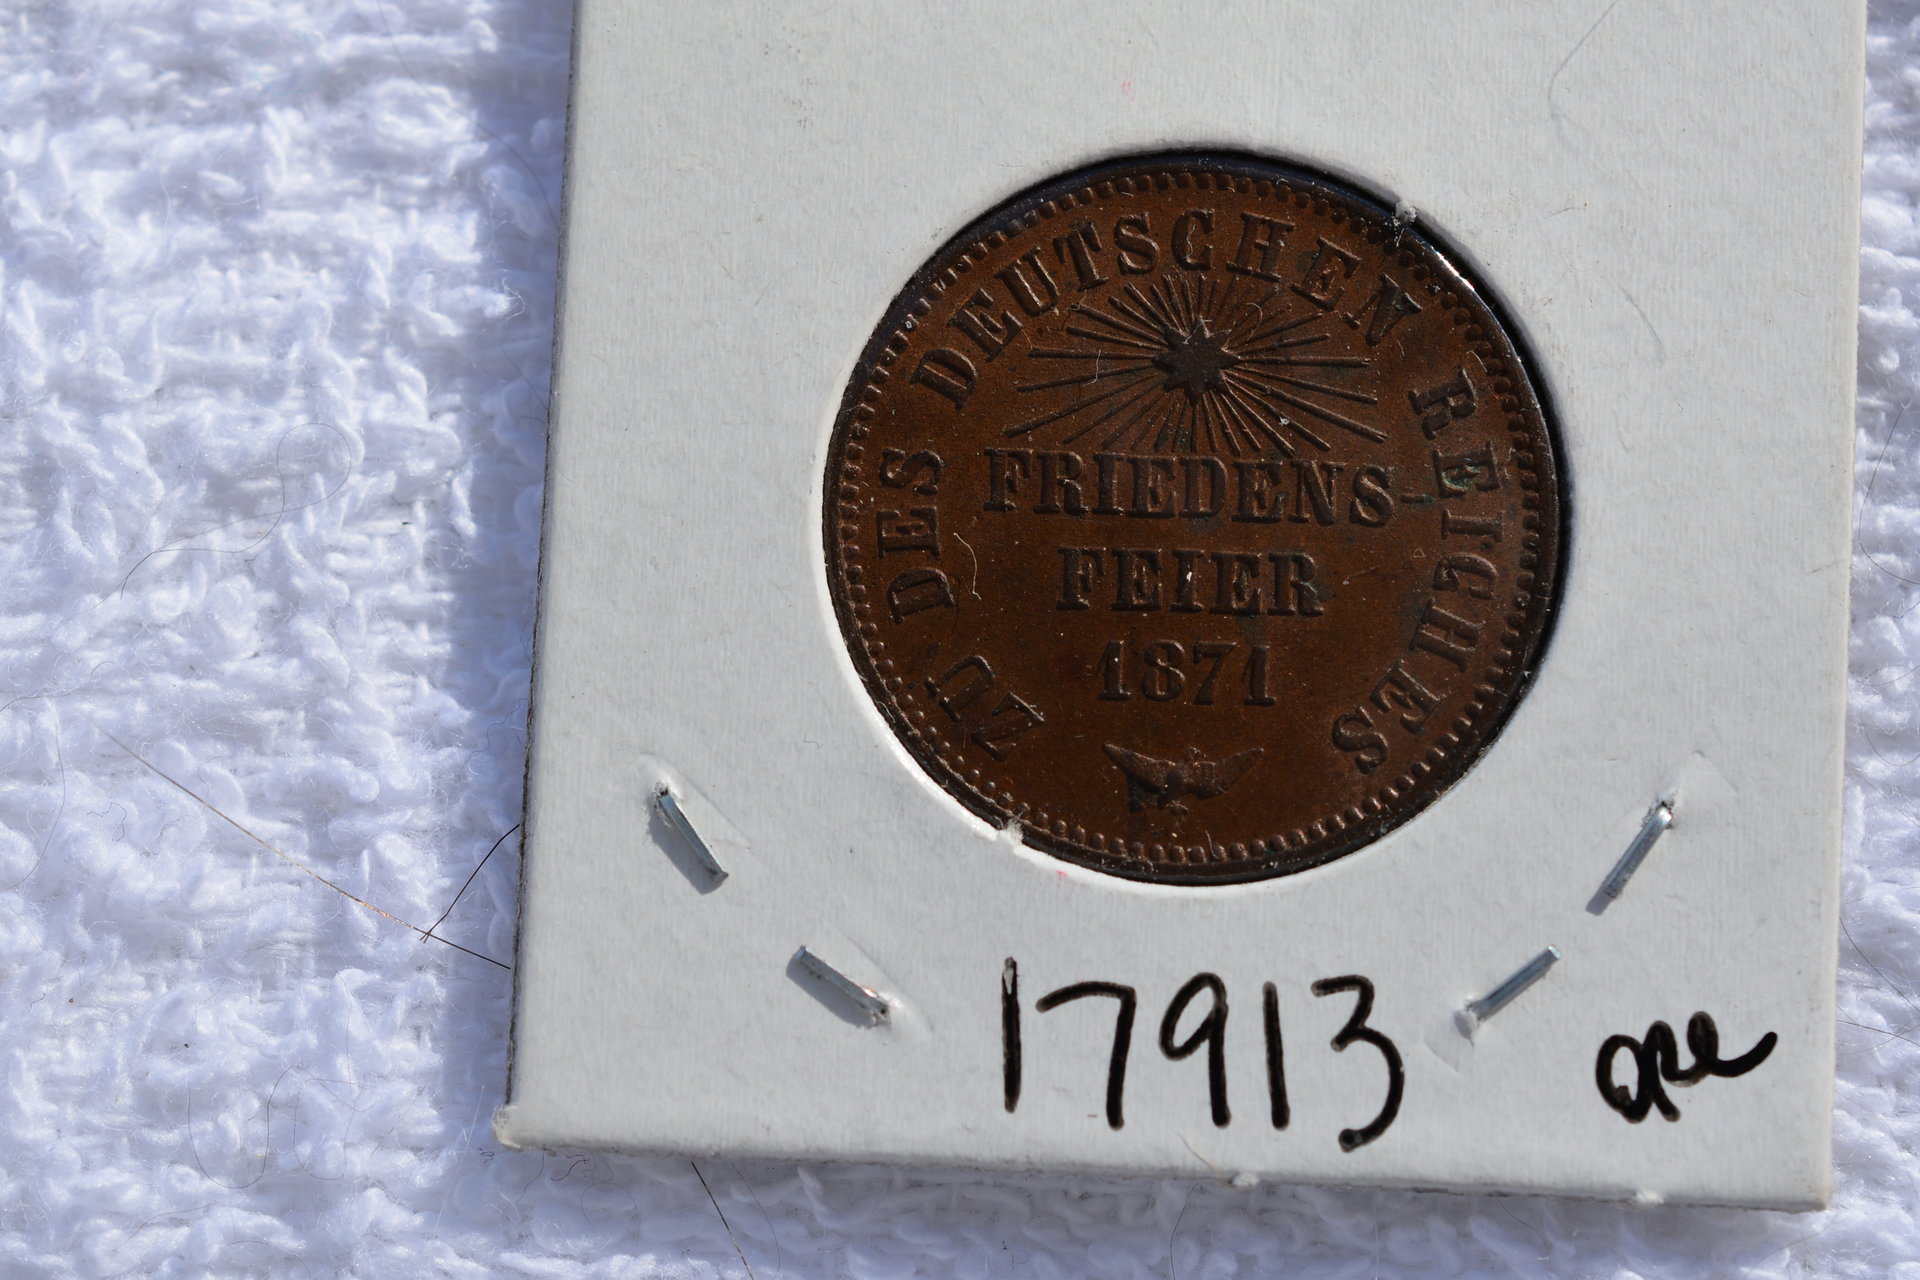 ZU DES DEUTSCHEN REICHES
FRIEDENS-
FEIER
1871
17913